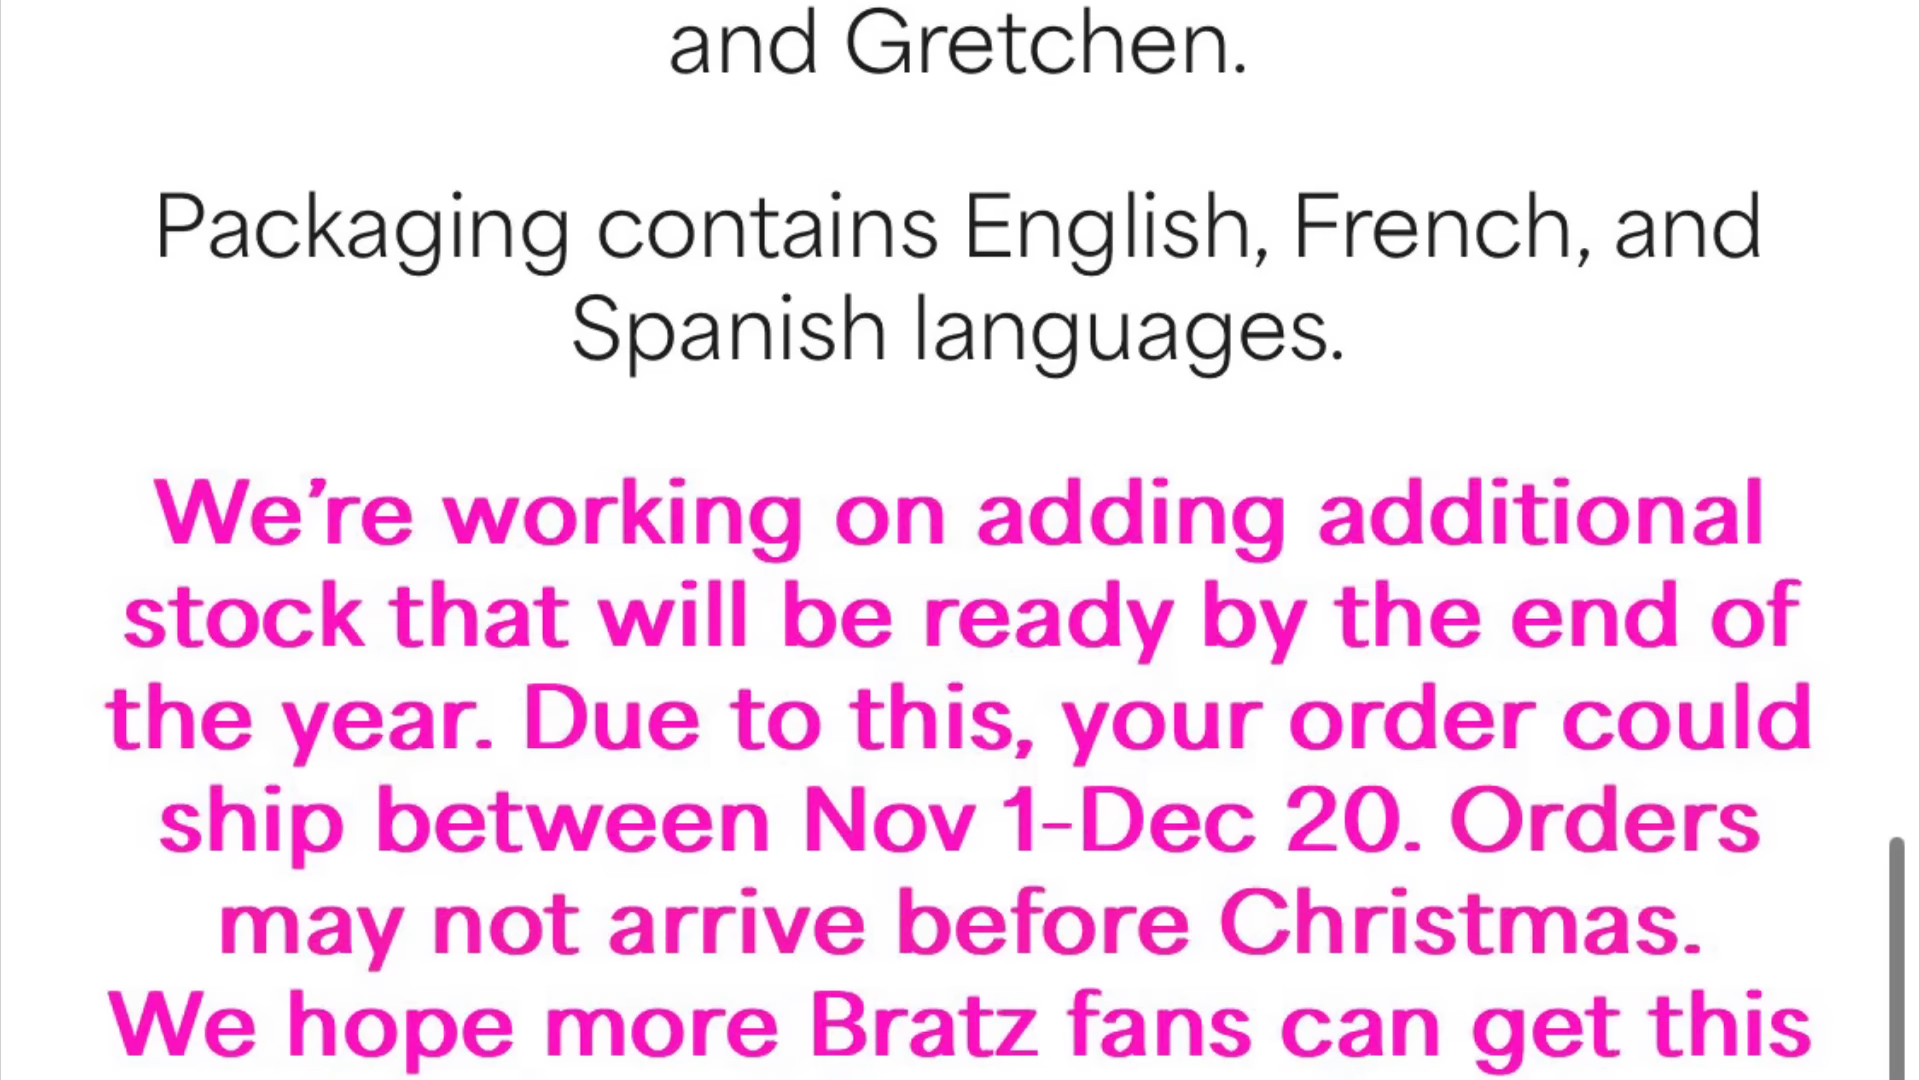 and Gretchen.
Packaging contains English, French, and
Spanish languages.
We’re working on adding additional
stock that will be ready by the end of
the year. Due to this, your order could
ship between Nov 1-Dec 20. Orders
may not arrive before Christmas.
We hope more Bratz fans can get this